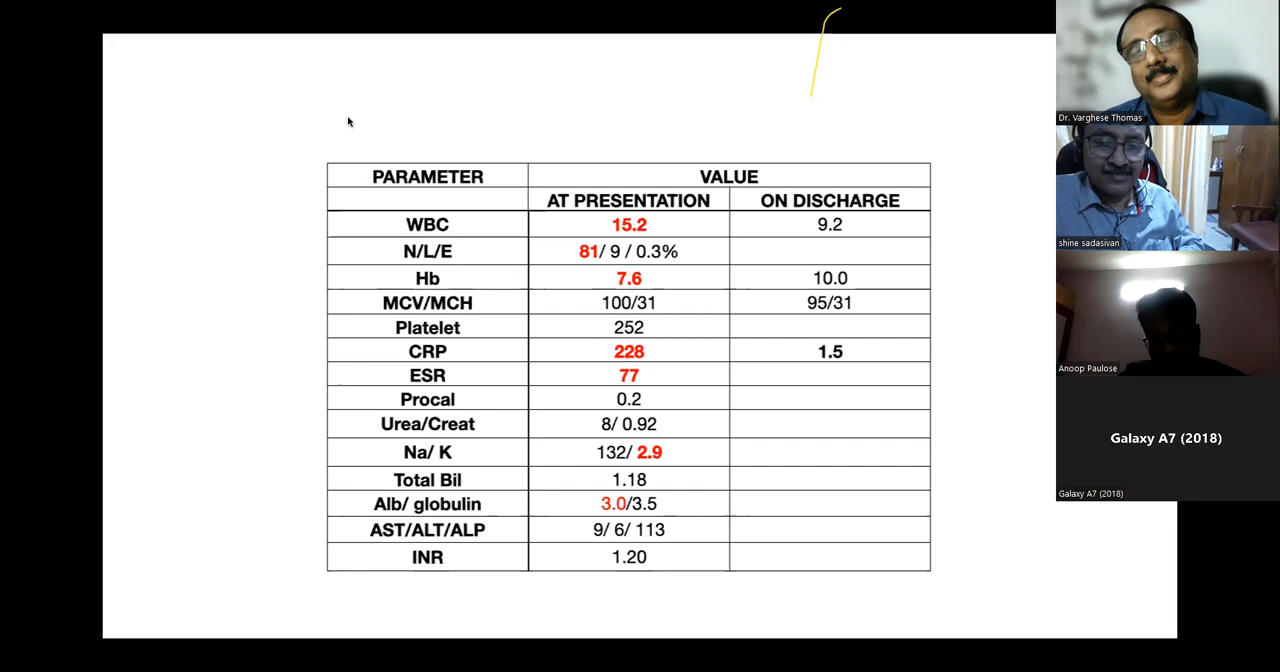 PARAMETER VALUE
AT PRESENTATION ON DISCHARGE
WBC 15.2 9.2
N/L/E 81/ 9 / 0.3%
Hb 7.6 10.0
MCV/MCH 100/31 95/31
Platelet 252
CRP 228 1.5
ESR 77
Procal 0.2
Urea/Creat 8/ 0.92
Na/ K 132/ 2.9
Total Bil 1.18
Alb/ globulin 3.0/3.5
AST/ALT/ALP 9/ 6/ 113
INR 1.20
Dr. Varghese Thomas
shine sadasivan
Anoop Paulose
Galaxy A7 (2018)
Galaxy A7 (2018)